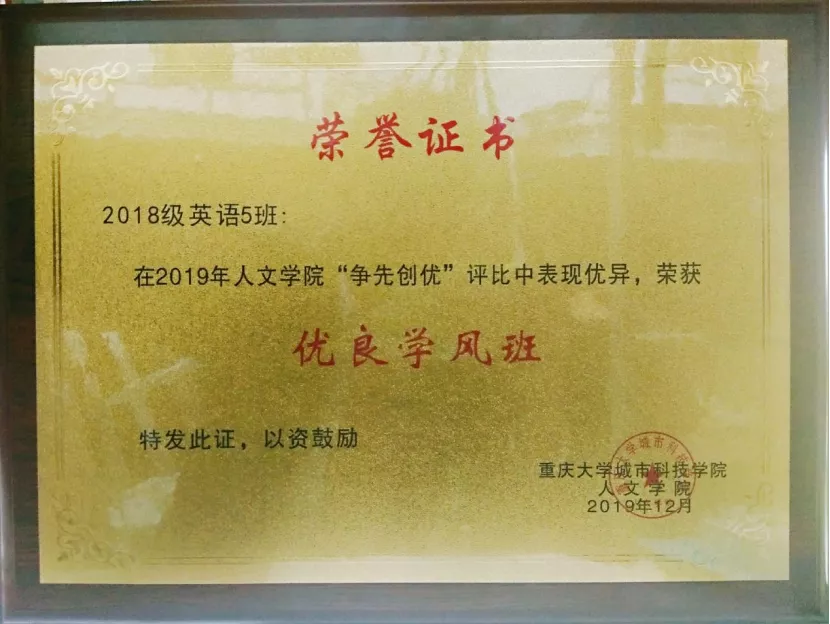 荣誉证书
2018级英语5班：
在2019年人文学院“争先创优”评比中表现优异，荣获
优良学风班
特发此证，以资鼓励
重庆大学城市科技学院
人文学院
2019年12月